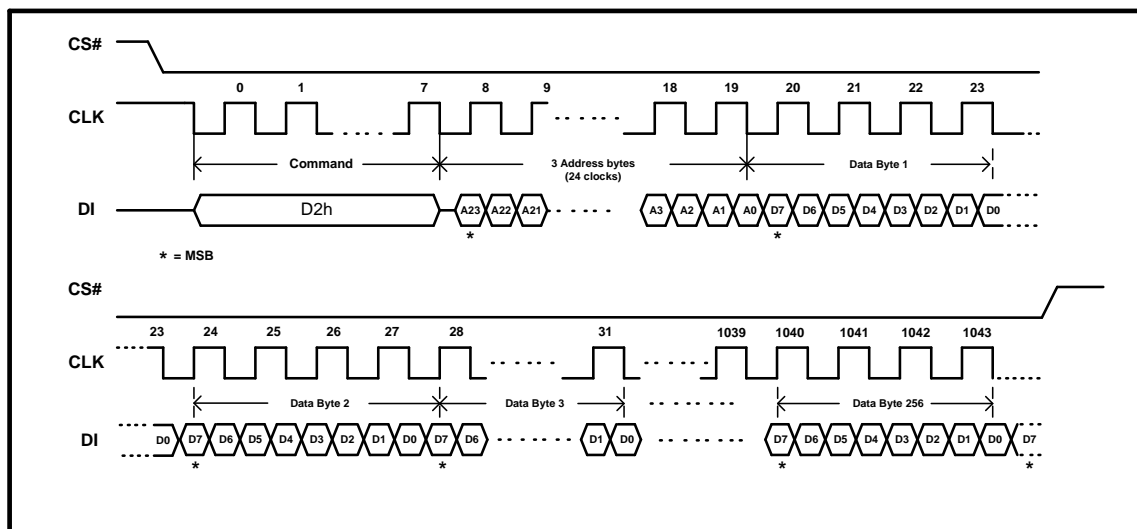 CS#
0 1 7 8 9 18 19 20 21 22 23
CLK
Command 3 Address bytes (24 clocks) Data Byte 1
DI D2h A23 A22 A21 A3 A2 A1 A0 D7 D6 D5 D4 D3 D2 D1 D0
* *
* = MSB
CS#
23 24 25 26 27 28 31 1039 1040 1041 1042 1043
CLK
Data Byte 2 Data Byte 3 Data Byte 256
DI D0 D7 D6 D5 D4 D3 D2 D1 D0 D7 D6 D1 D0 D7 D6 D5 D4 D3 D2 D1 D0 D7
* * * *